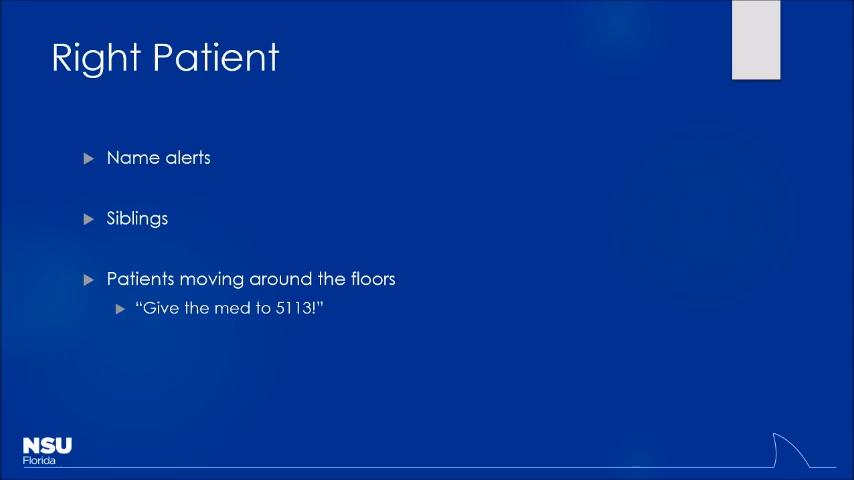 Right Patient
Name alerts
Siblings
Patients moving around the floors
“Give the med to 5113!”
NSU
Florida